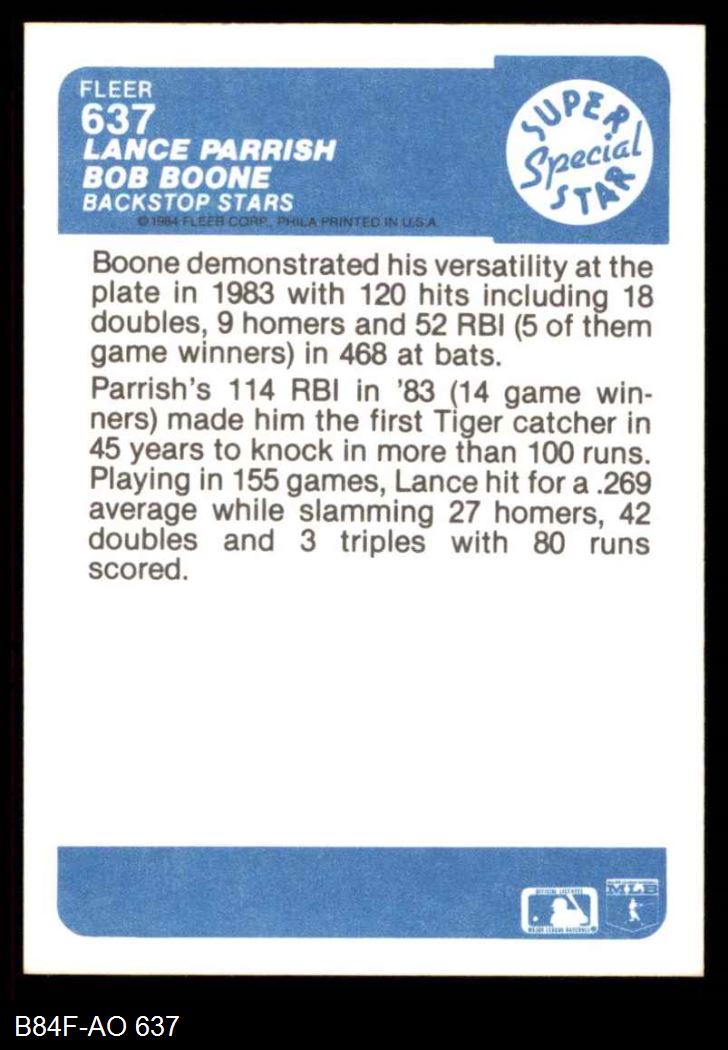 FLEER
637
LANCE PARRISH
BOB BOONE
BACKSTOP STARS
© 1984 FLEER CORP., PHILA PRINTED IN U.S.A.
SUPER
Special
STAR
Boone demonstrated his versatility at the
plate in 1983 with 120 hits including 18
doubles, 9 homers and 52 RBI (5 of them
game winners) in 468 at bats.
Parrish's 114 RBI in '83 (14 game win-
ners) made him the first Tiger catcher in
45 years to knock in more than 100 runs.
Playing in 155 games, Lance hit for a .269
average while slamming 27 homers, 42
doubles and 3 triples with 80 runs
scored.
OFFICIAL LICENSEE
MAJOR LEAGUE BASEBALL
MLB
B84F-AO 637